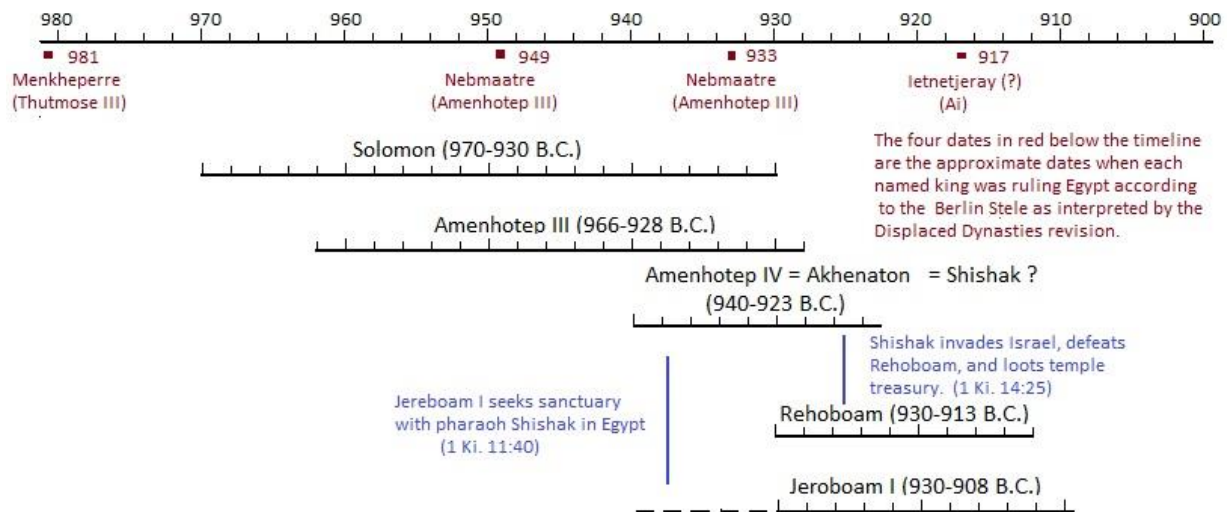 980 970 960 950 940 930 920 910 900
981 949 933 917
Menkheperre Nebmaatre Nebmaatre Ietnetjeray (?)
(Thutmose III) (Amenhotep III) (Amenhotep III) (Ai)
The four dates in red below the timeline
are the approximate dates when each
named king was ruling Egypt according
to the Berlin Stele as interpreted by the
Displaced Dynasties revision.
Solomon (970-930 B.C.)
Amenhotep III (966-928 B.C.)
Amenhotep IV = Akhenaton = Shishak ?
(940-923 B.C.)
Shishak invades Israel, defeats
Rehoboam, and loots temple
treasury. (1 Ki. 14:25)
Jereboam I seeks sanctuary
with pharaoh Shishak in Egypt
(1 Ki. 11:40)
Rehoboam (930-913 B.C.)
Jeroboam I (930-908 B.C.)